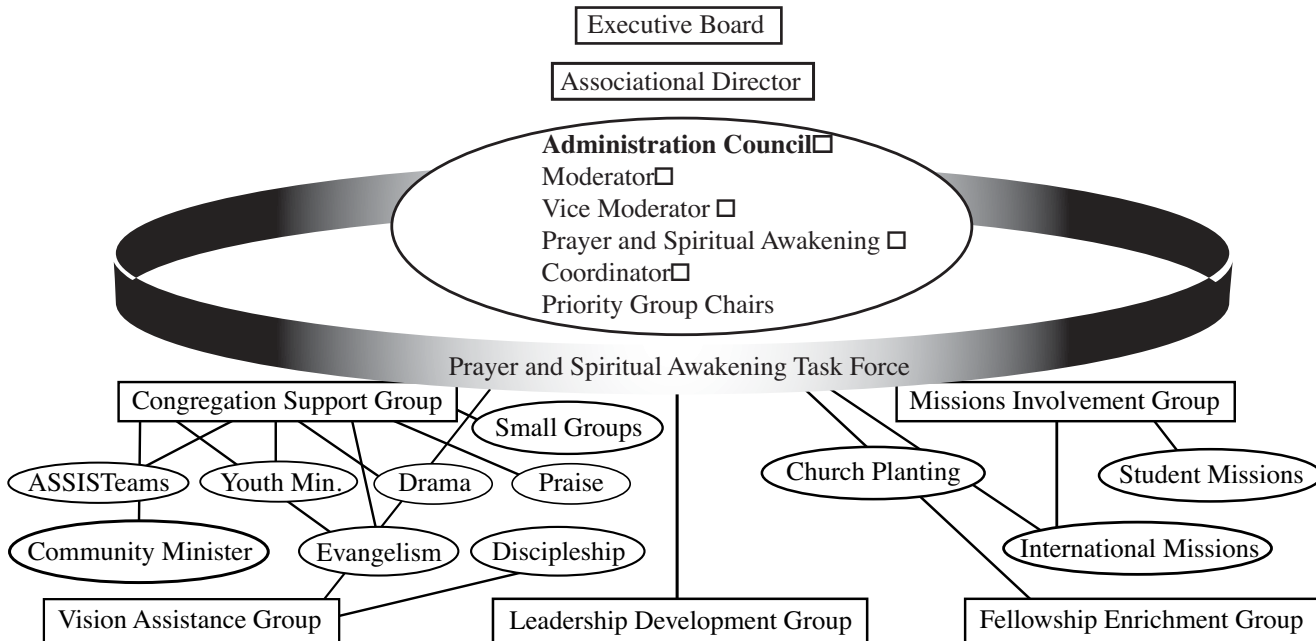 Executive Board
Associational Director
Administration Council
Moderator
Vice Moderator
Prayer and Spiritual Awakening
Coordinator
Priority Group Chairs
Prayer and Spiritual Awakening Task Force
Congregation Support Group
Missions Involvement Group
Small Groups
ASSISTeams
Youth Min.
Drama
Praise
Church Planting
Student Missions
Community Minister
Evangelism
Discipleship
International Missions
Vision Assistance Group
Leadership Development Group
Fellowship Enrichment Group